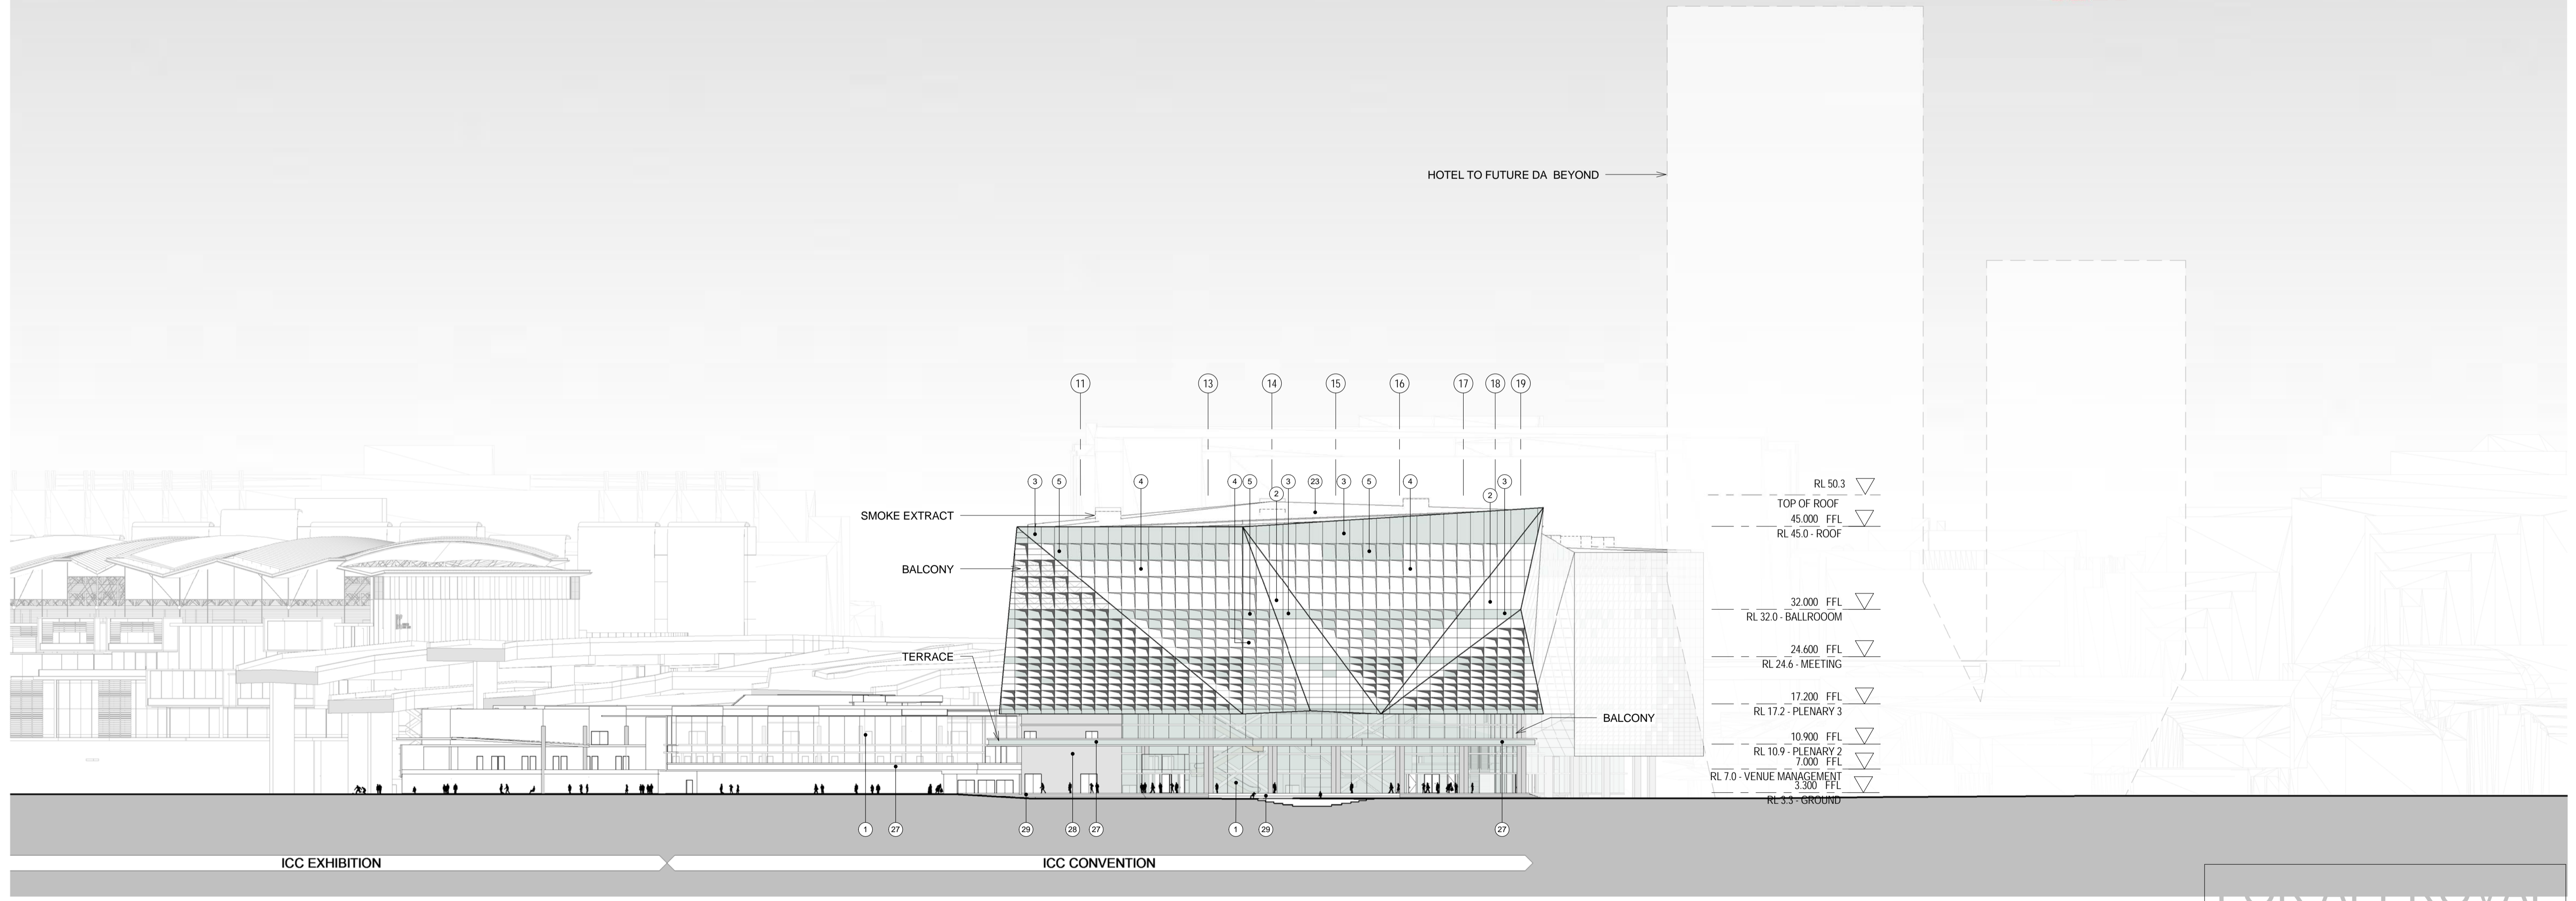 HOTEL TO FUTURE DA BEYOND
11 13 14 15 16 17 18 19
3 5 4 4 5 2 3 23 3 5 4 2 3
SMOKE EXTRACT
BALCONY
TERRACE
BALCONY
RL 50.3
TOP OF ROOF
45.000 FFL
RL 45.0 - ROOF
32.000 FFL
RL 32.0 - BALLROOOM
24.600 FFL
RL 24.6 - MEETING
17.200 FFL
RL 17.2 - PLENARY 3
10.900 FFL
RL 10.9 - PLENARY 2
7.000 FFL
RL 7.0 - VENUE MANAGEMENT
3.300 FFL
RL 3.3 - GROUND
1 27 29 28 27 1 29 27
ICC EXHIBITION
ICC CONVENTION